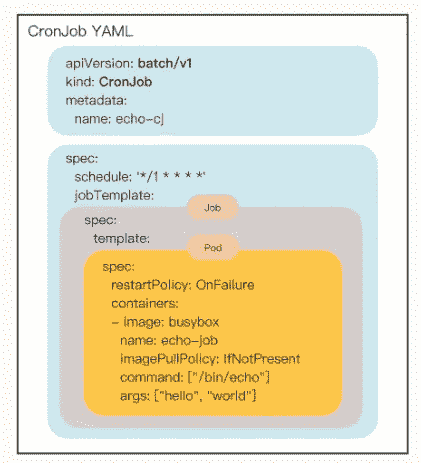 CronJob YAML
apiVersion: batch/v1
kind: CronJob
metadata:
name: echo-cj
spec:
schedule: '*/1 * * * *'
jobTemplate:
Job
spec:
template:
Pod
spec:
restartPolicy: OnFailure
containers:
- image: busybox
name: echo-job
imagePullPolicy: IfNotPresent
command: ["/bin/echo"]
args: ["hello", "world"]